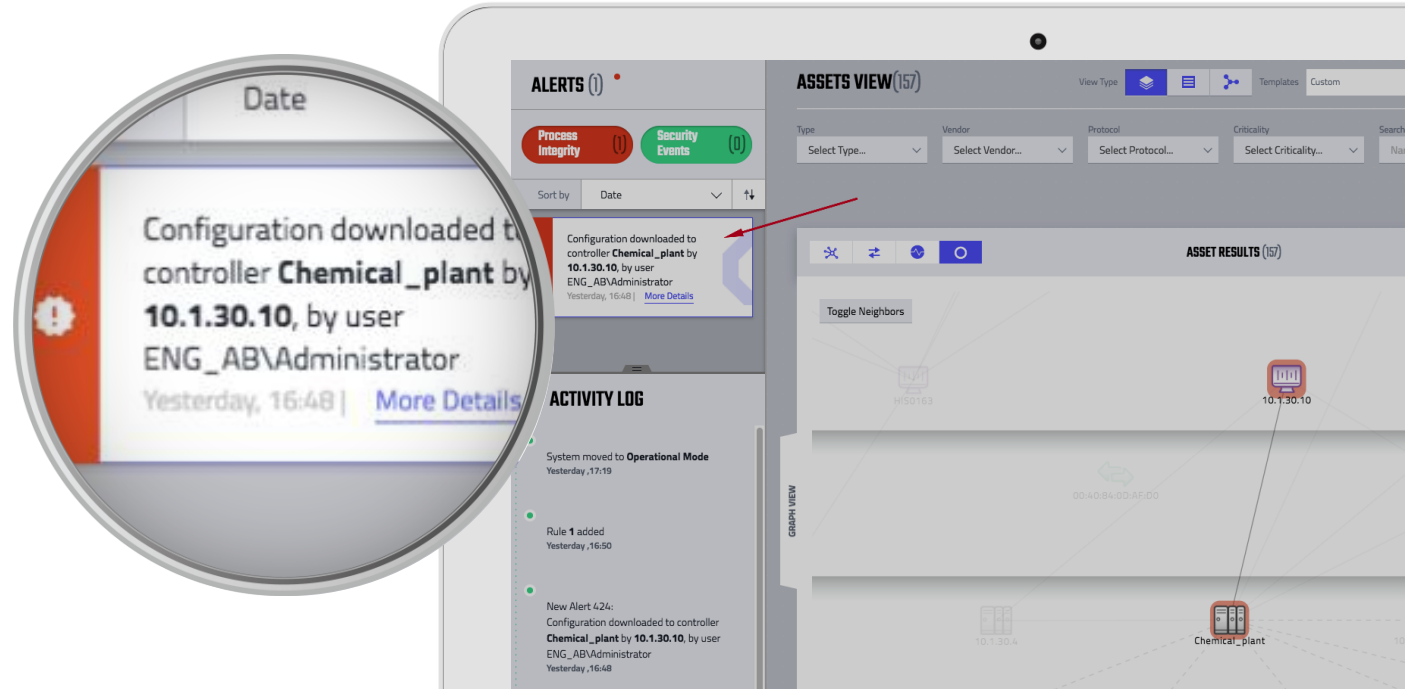 Date
Configuration downloaded t
controller Chemical_plant by
10.1.30.10, by user
ENG_AB\Administrator
Yesterday, 16:48 | More Details
ALERTS (1)
Process
Integrity (1)
Security
Events (0)
Sort by Date
Configuration downloaded to
controller Chemical_plant by
10.1.30.10, by user
ENG_AB\Administrator
Yesterday, 16:48 | More Details
ACTIVITY LOG
System moved to Operational Mode
Yesterday ,17:19
Rule 1 added
Yesterday ,16:50
New Alert 424:
Configuration downloaded to controller
Chemical_plant by 10.1.30.10, by user
ENG_AB\Administrator
Yesterday ,16:48
ASSETS VIEW (157)
View Type
Templates Custom
Type Vendor Protocol Criticality Search
Select Type... Select Vendor... Select Protocol... Select Criticality... Na
ASSET RESULTS (157)
Toggle Neighbors
HIS0163
10.1.30.10
GRAPH VIEW
10.1.30.4
Chemical_plant
10